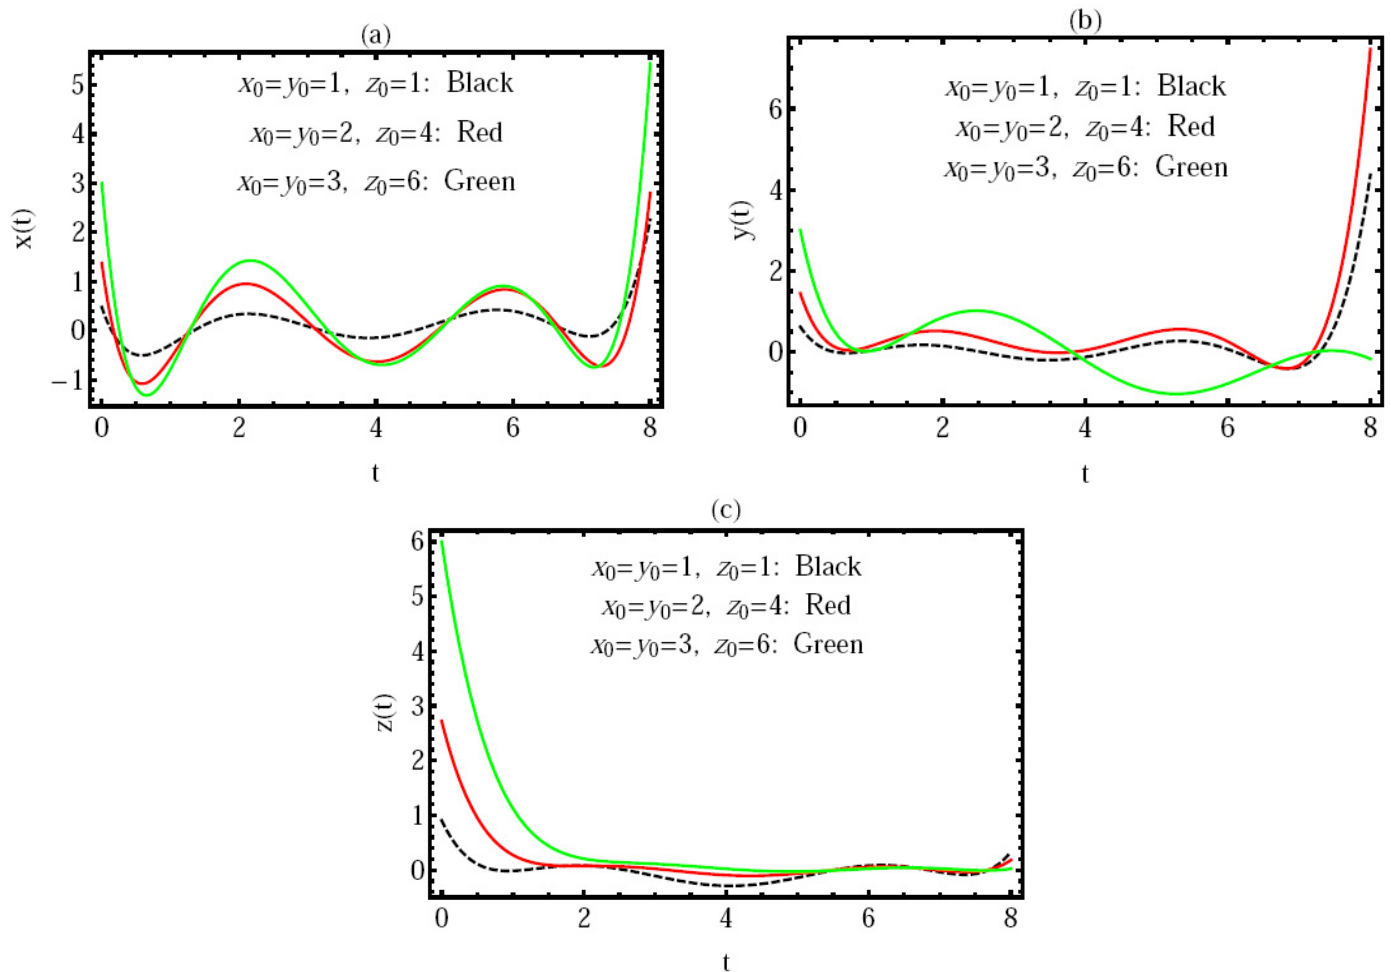 (a)
x₀=y₀=1, z₀=1: Black
x₀=y₀=2, z₀=4: Red
x₀=y₀=3, z₀=6: Green
x(t)
5
4
3
2
1
0
−1
0 2 4 6 8
t
(b)
x₀=y₀=1, z₀=1: Black
x₀=y₀=2, z₀=4: Red
x₀=y₀=3, z₀=6: Green
y(t)
6
4
2
0
0 2 4 6 8
t
(c)
x₀=y₀=1, z₀=1: Black
x₀=y₀=2, z₀=4: Red
x₀=y₀=3, z₀=6: Green
z(t)
6
5
4
3
2
1
0
0 2 4 6 8
t